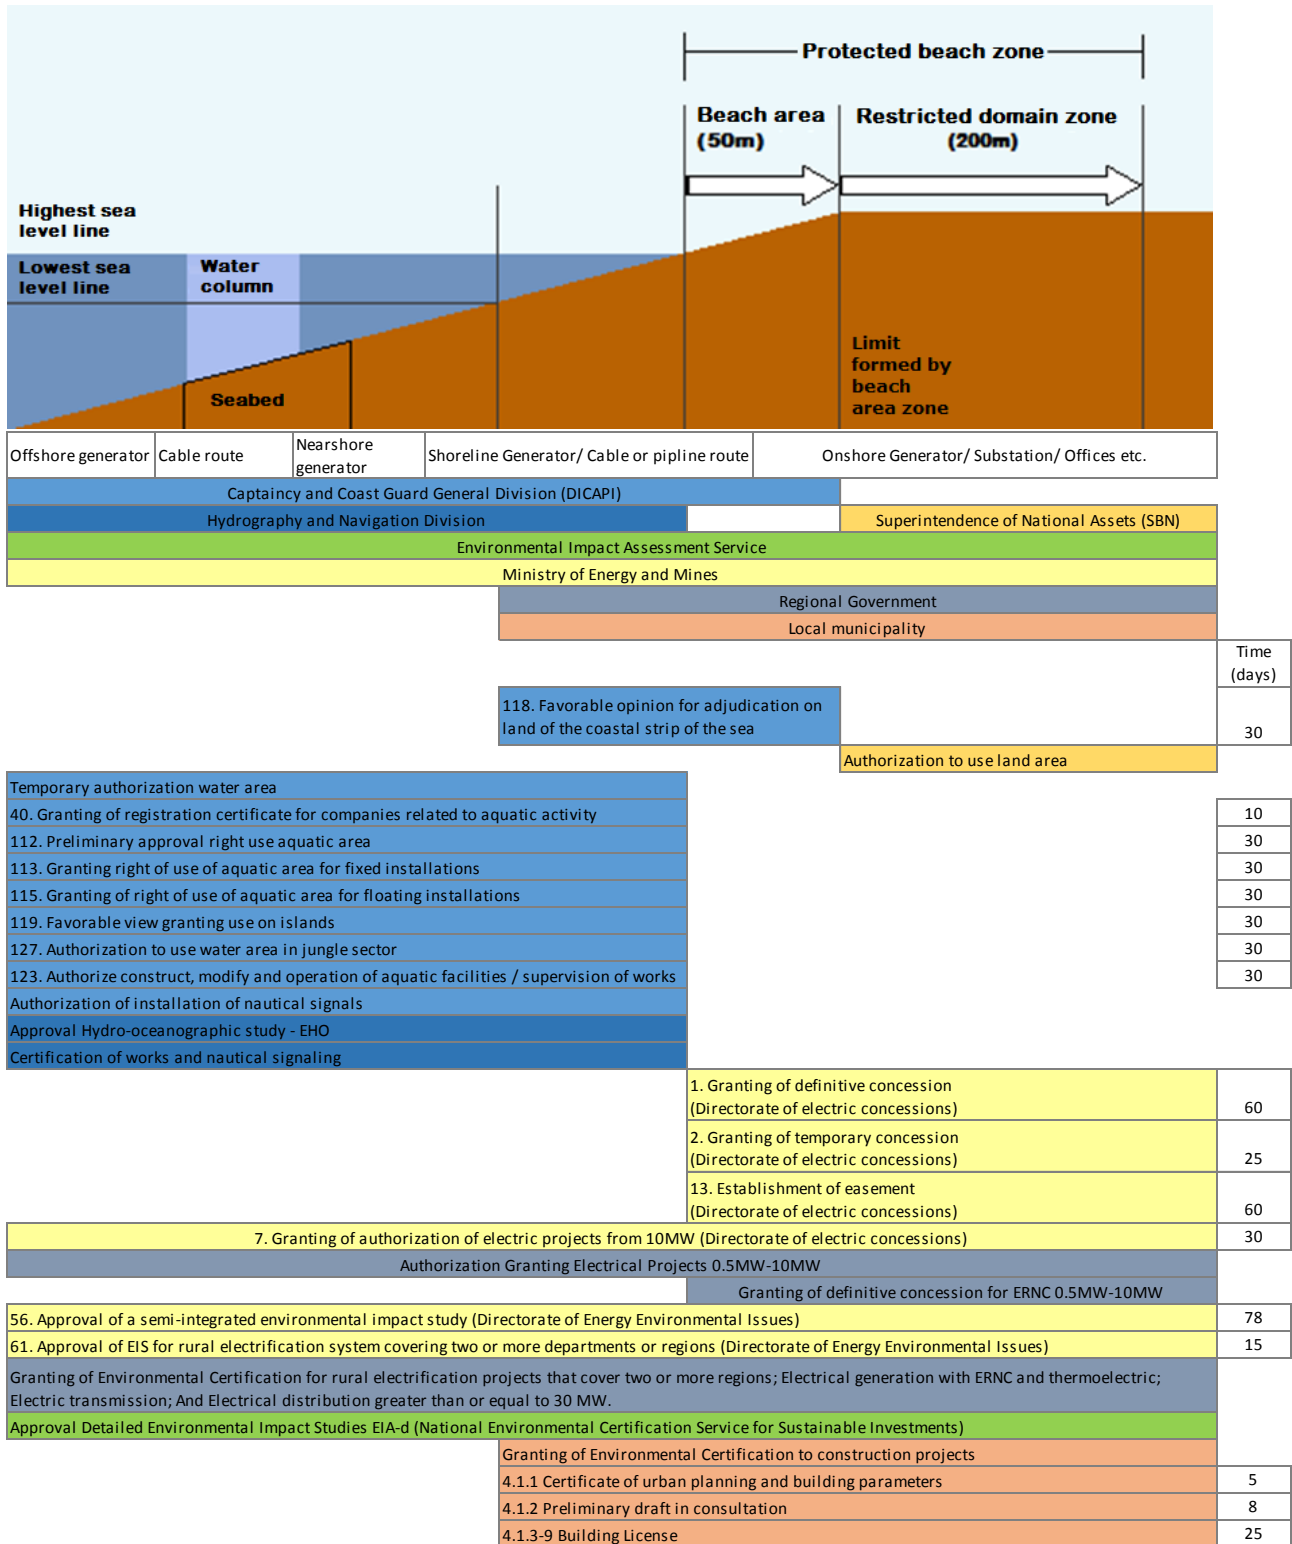 Protected beach zone
Beach area
(50m)
Restricted domain zone
(200m)
Highest sea
level line
Lowest sea
level line
Water
column
Seabed
Limit
formed by
beach
area zone
Offshore generator
Cable route
Nearshore
generator
Shoreline Generator/ Cable or pipline route
Onshore Generator/ Substation/ Offices etc.
Captaincy and Coast Guard General Division (DICAPI)
Hydrography and Navigation Division
Superintendence of National Assets (SBN)
Environmental Impact Assessment Service
Ministry of Energy and Mines
Regional Government
Local municipality
Time
(days)
118. Favorable opinion for adjudication on
land of the coastal strip of the sea
30
Authorization to use land area
Temporary authorization water area
40. Granting of registration certificate for companies related to aquatic activity
10
112. Preliminary approval right use aquatic area
30
113. Granting right of use of aquatic area for fixed installations
30
115. Granting of right of use of aquatic area for floating installations
30
119. Favorable view granting use on islands
30
127. Authorization to use water area in jungle sector
30
123. Authorize construct, modify and operation of aquatic facilities / supervision of works
30
Authorization of installation of nautical signals
Approval Hydro-oceanographic study - EHO
Certification of works and nautical signaling
1. Granting of definitive concession
(Directorate of electric concessions)
60
2. Granting of temporary concession
(Directorate of electric concessions)
25
13. Establishment of easement
(Directorate of electric concessions)
60
7. Granting of authorization of electric projects from 10MW (Directorate of electric concessions)
30
Authorization Granting Electrical Projects 0.5MW-10MW
Granting of definitive concession for ERNC 0.5MW-10MW
56. Approval of a semi-integrated environmental impact study (Directorate of Energy Environmental Issues)
78
61. Approval of EIS for rural electrification system covering two or more departments or regions (Directorate of Energy Environmental Issues)
15
Granting of Environmental Certification for rural electrification projects that cover two or more regions; Electrical generation with ERNC and thermoelectric;
Electric transmission; And Electrical distribution greater than or equal to 30 MW.
Approval Detailed Environmental Impact Studies EIA-d (National Environmental Certification Service for Sustainable Investments)
Granting of Environmental Certification to construction projects
4.1.1 Certificate of urban planning and building parameters
5
4.1.2 Preliminary draft in consultation
8
4.1.3-9 Building License
25